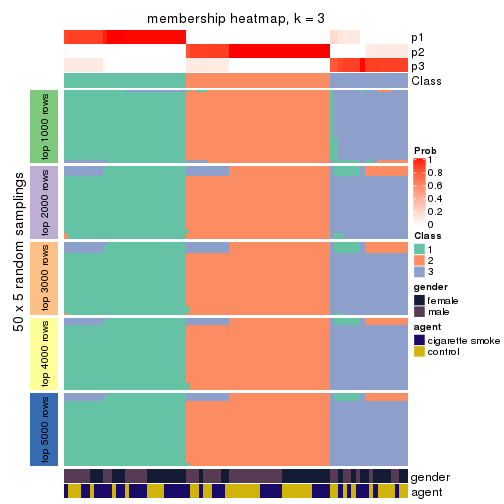 membership heatmap, k = 3
p1
p2
p3
Class
50 x 5 random samplings
top 1000 rows
top 2000 rows
top 3000 rows
top 4000 rows
top 5000 rows
Prob
1
0.8
0.6
0.4
0.2
0
Class
1
2
3
gender
female
male
agent
cigarette smoke
control
gender
agent